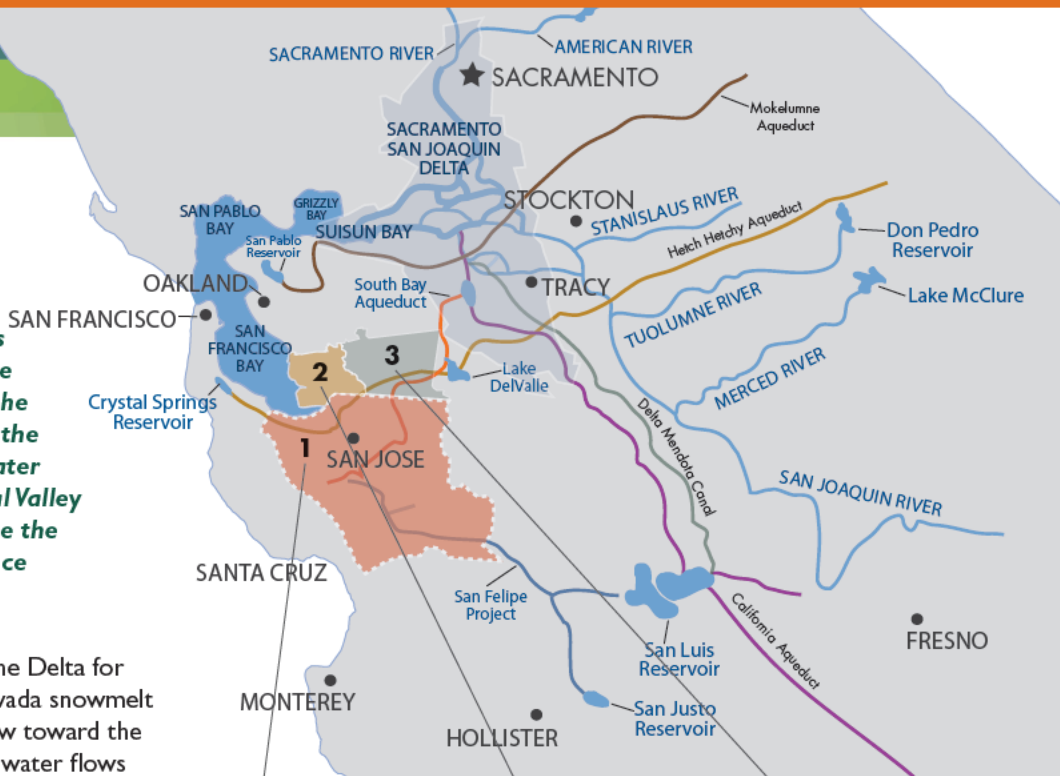 SACRAMENTO RIVER
AMERICAN RIVER
SACRAMENTO
Mokelumne
Aqueduct
SACRAMENTO
SAN JOAQUIN
DELTA
STOCKTON
STANISLAUS RIVER
Hetch Hetchy Aqueduct
SAN PABLO
BAY
GRIZZLY
BAY
SUISUN BAY
San Pablo
Reservoir
Don Pedro
Reservoir
OAKLAND
South Bay
Aqueduct
TRACY
Lake McClure
SAN FRANCISCO
TUOLUMNE RIVER
SAN
FRANCISCO
BAY
2
3
Lake
DelValle
MERCED RIVER
Crystal Springs
Reservoir
Delta Mendota Canal
1
SAN JOSE
SAN JOAQUIN RIVER
s
e
he
the
ater
al Valley
e the
ce
SANTA CRUZ
San Felipe
Project
California Aqueduct
FRESNO
San Luis
Reservoir
MONTEREY
San Justo
Reservoir
HOLLISTER
ne Delta for
vada snowmelt
w toward the
water flows